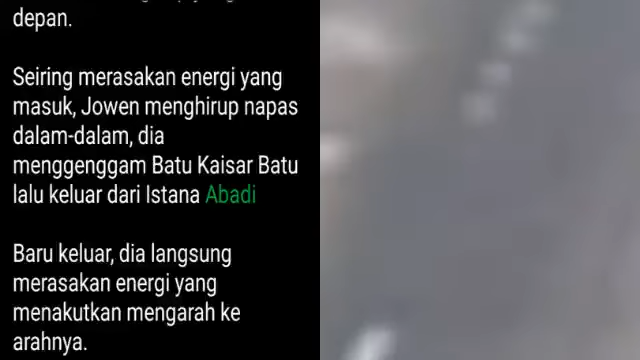 depan.
Seiring merasakan energi yang
masuk, Jowen menghirup napas
dalam-dalam, dia
menggenggam Batu Kaisar Batu
lalu keluar dari Istana Abadi
Baru keluar, dia langsung
merasakan energi yang
menakutkan mengarah ke
arahnya.